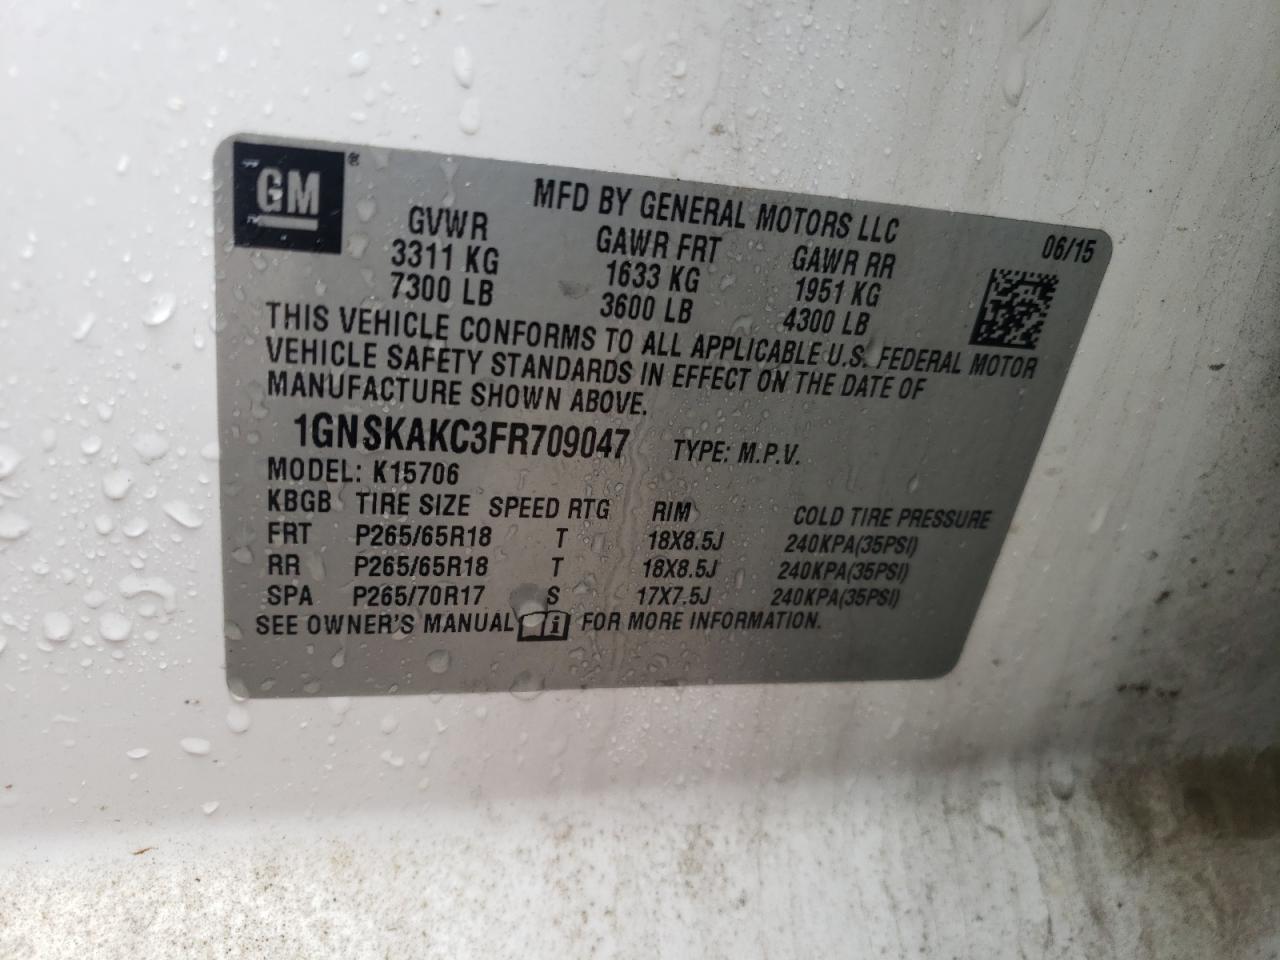 GM ®
MFD BY GENERAL MOTORS LLC
GVWR GAWR FRT GAWR RR 06/15
3311 KG 1633 KG 1951 KG
7300 LB 3600 LB 4300 LB
THIS VEHICLE CONFORMS TO ALL APPLICABLE U.S. FEDERAL MOTOR
VEHICLE SAFETY STANDARDS IN EFFECT ON THE DATE OF
MANUFACTURE SHOWN ABOVE.
1GNSKAKC3FR709047 TYPE: M.P.V.
MODEL: K15706
KBGB TIRE SIZE SPEED RTG RIM COLD TIRE PRESSURE
FRT P265/65R18 T 18X8.5J 240KPA(35PSI)
RR P265/65R18 T 18X8.5J 240KPA(35PSI)
SPA P265/70R17 S 17X7.5J 240KPA(35PSI)
SEE OWNER'S MANUAL i FOR MORE INFORMATION.